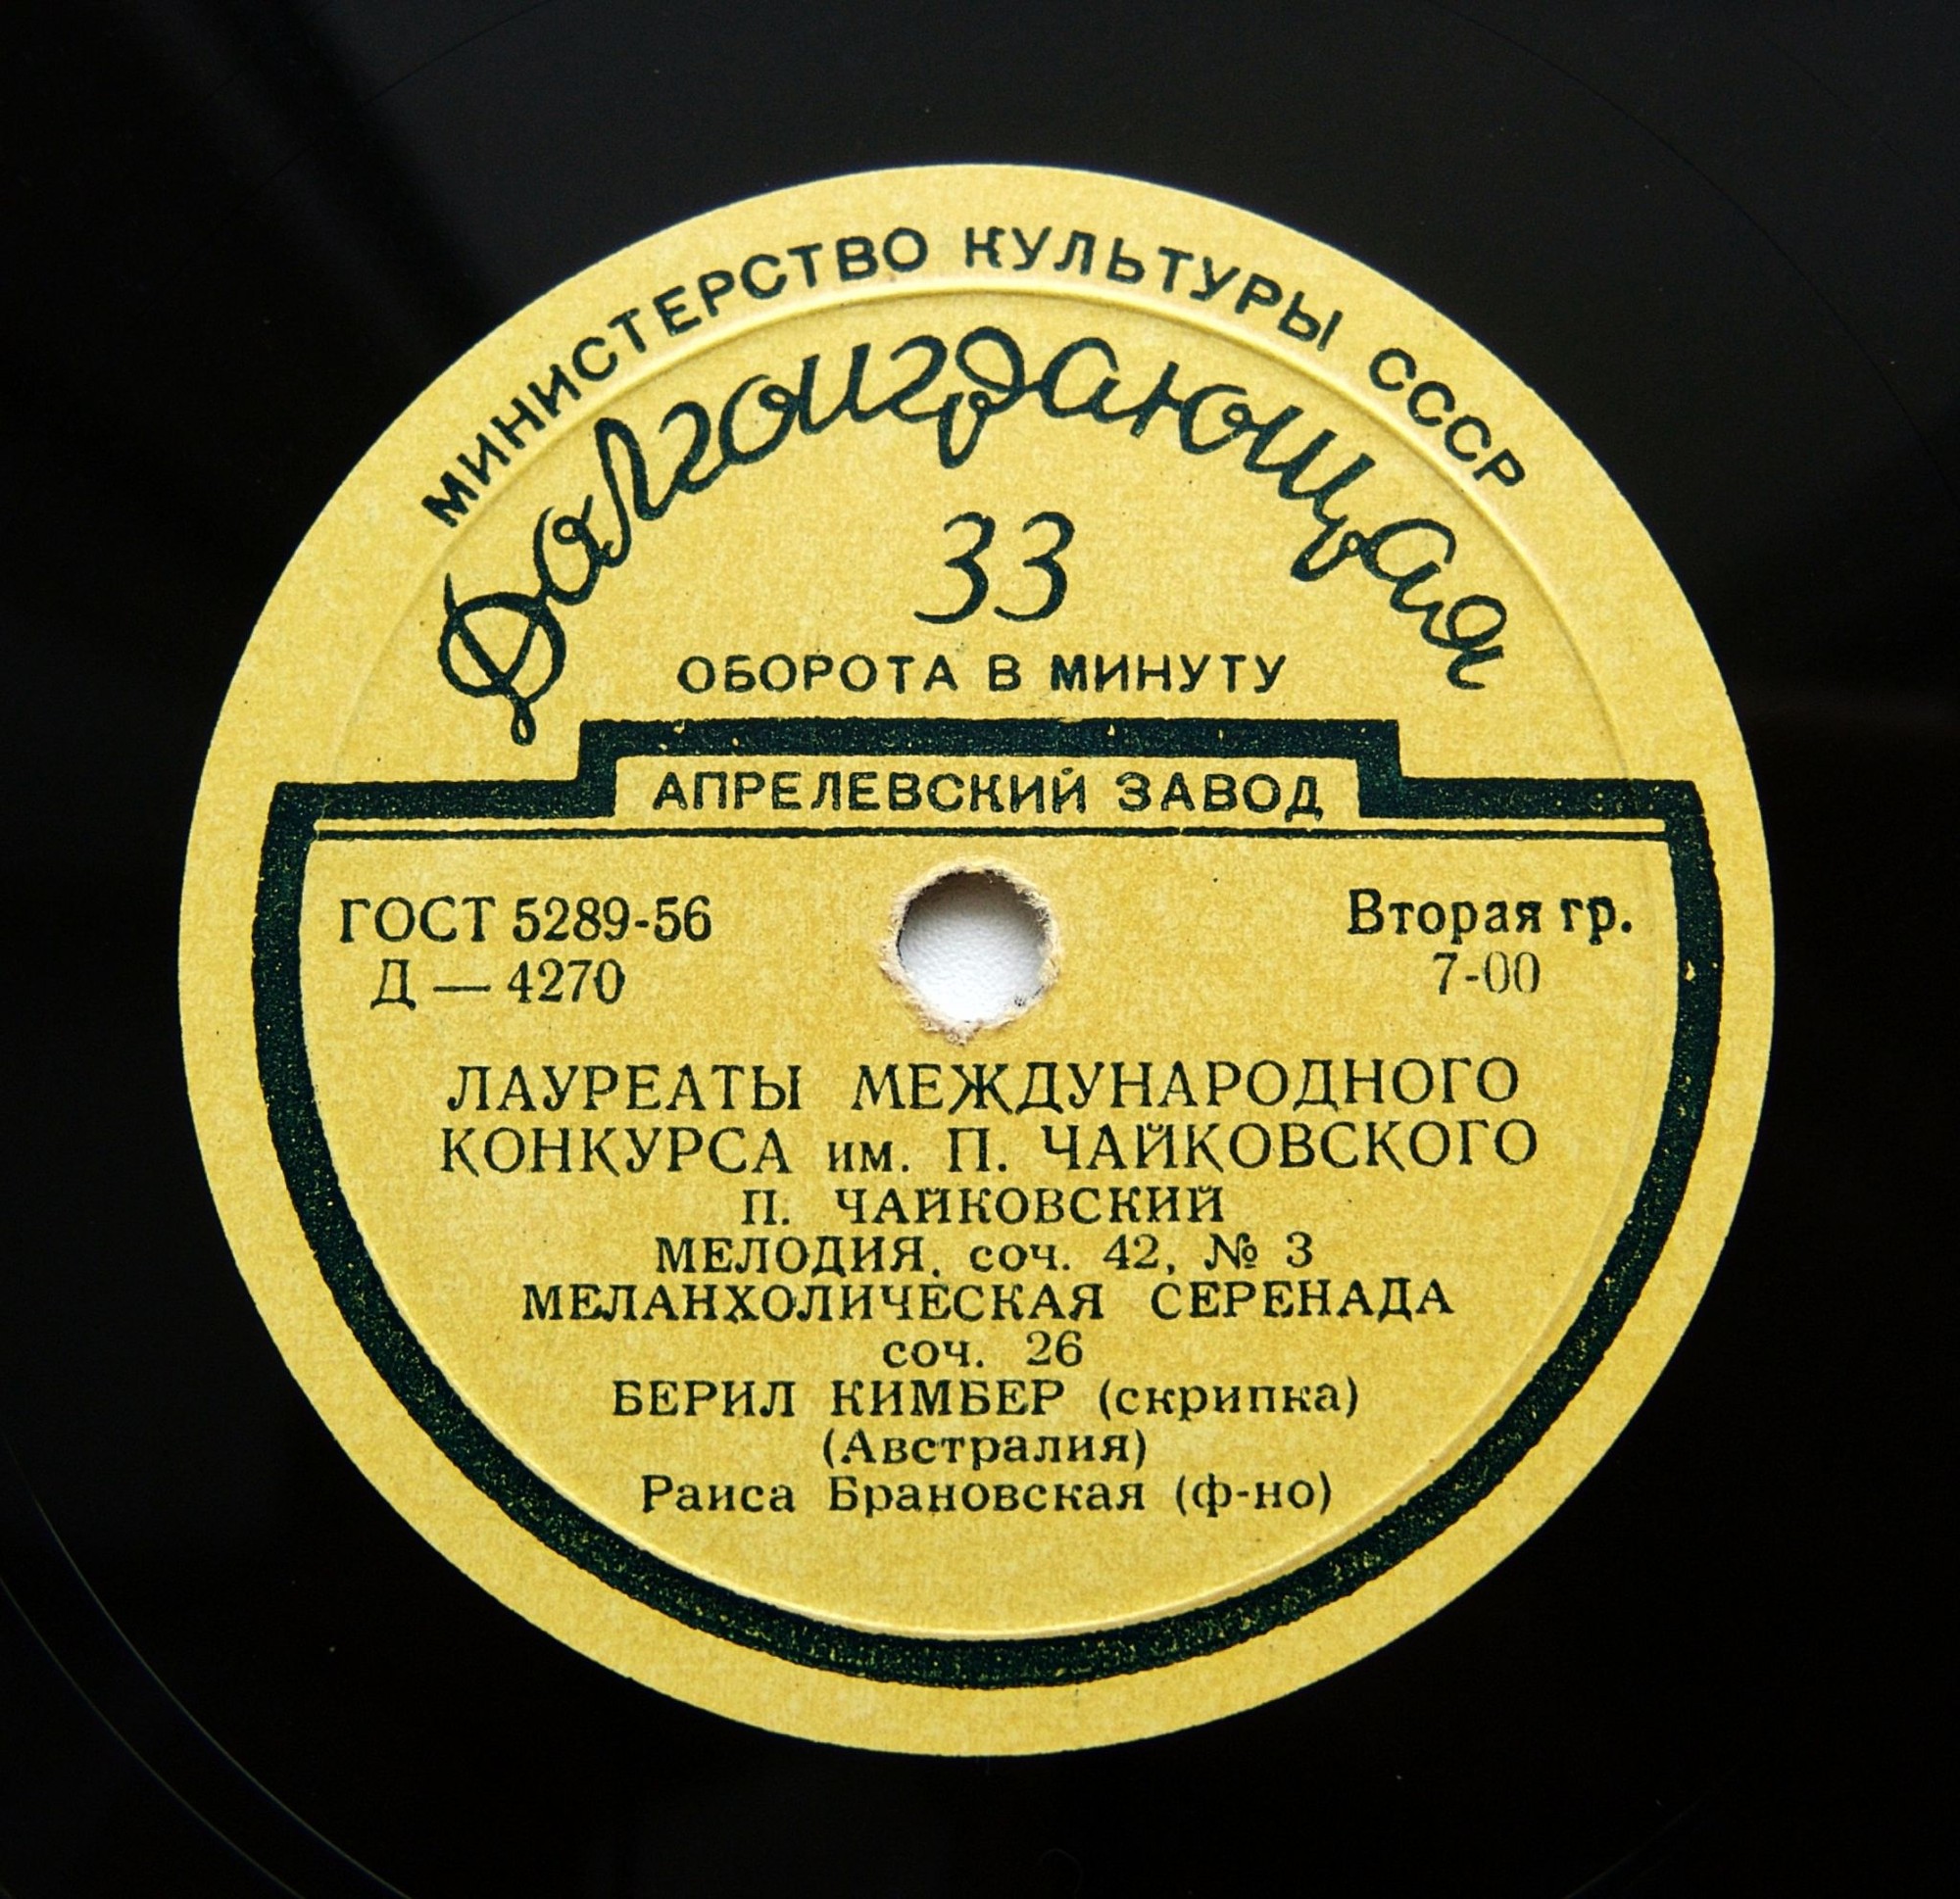 МИНИСТЕРСТВО КУЛЬТУРЫ СССР
Долгоиграющая
33
ОБОРОТА В МИНУТУ
АПРЕЛЕВСКИЙ ЗАВОД
ГОСТ 5289-56
Вторая гр.
Д — 4270
7-00
ЛАУРЕАТЫ МЕЖДУНАРОДНОГО
КОНКУРСА им. П. ЧАЙКОВСКОГО
П. ЧАЙКОВСКИЙ
МЕЛОДИЯ, соч. 42, № 3
МЕЛАНХОЛИЧЕСКАЯ СЕРЕНАДА
соч. 26
БЕРИЛ КИМБЕР (скрипка)
(Австралия)
Раиса Брановская (ф-но)